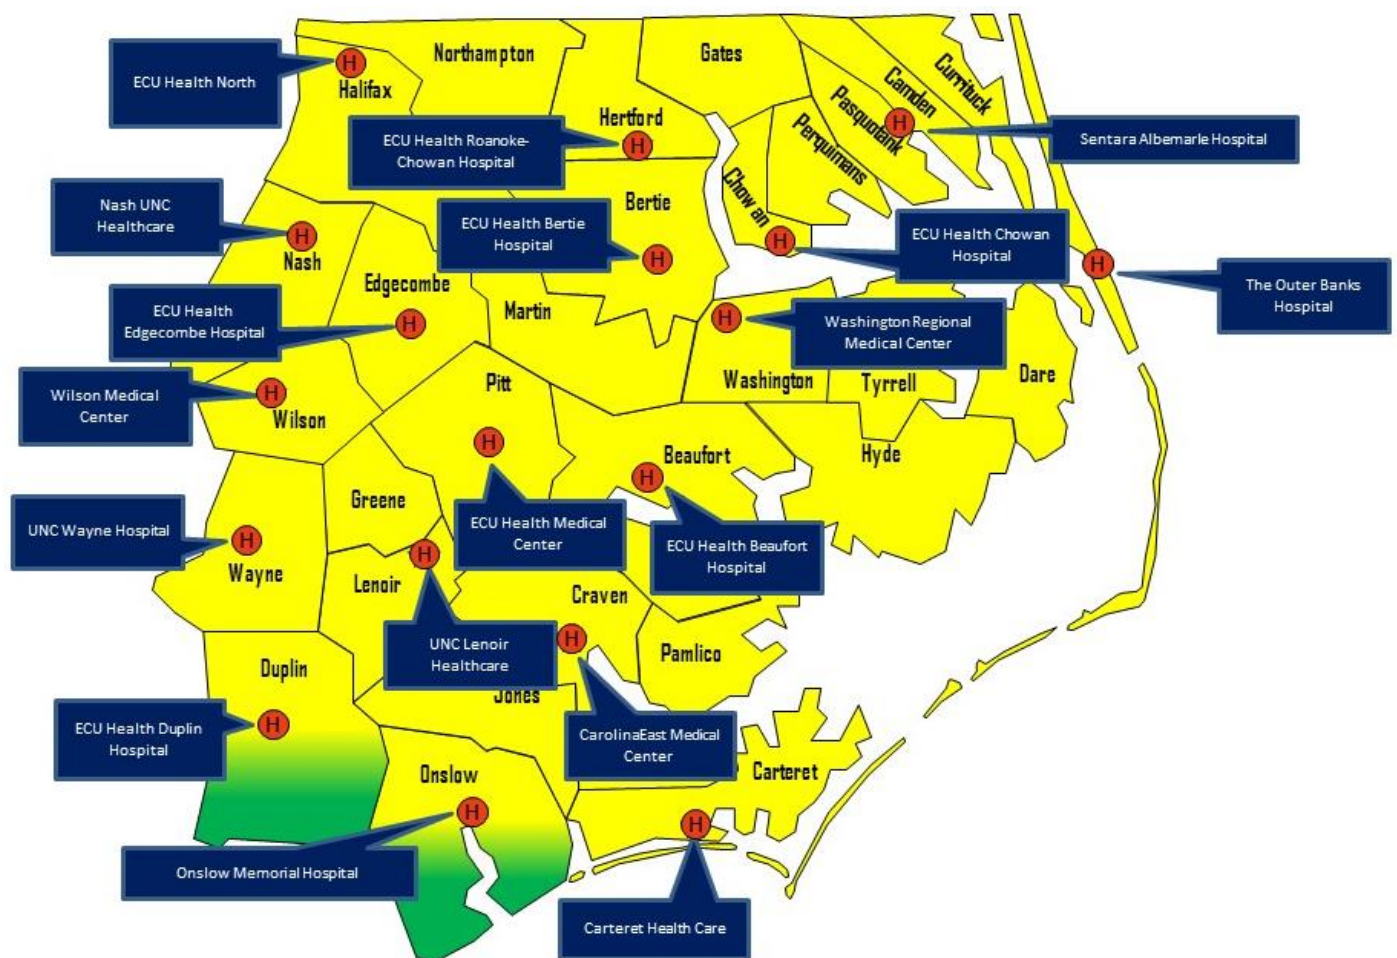 Northampton
Gates
Camden
Currituck
ECU Health North
H
Halifax
Hertford
Pasquotank
H
Sentara Albemarle Hospital
ECU Health Roanoke-
Chowan Hospital
H
Perquimans
Chowan
Nash UNC
Healthcare
H
Nash
Bertie
ECU Health Bertie
Hospital
H
H
ECU Health Chowan
Hospital
H
The Outer Banks
Hospital
Edgecombe
Martin
ECU Health
Edgecombe Hospital
H
H
Washington Regional
Medical Center
Wilson Medical
Center
H
Wilson
Pitt
Washington
Tyrrell
Dare
H
Beaufort
Hyde
Greene
H
UNC Wayne Hospital
H
Wayne
ECU Health Medical
Center
ECU Health Beaufort
Hospital
Lenoir
H
Craven
UNC Lenoir
Healthcare
H
Pamlico
Duplin
Jones
ECU Health Duplin
Hospital
H
CarolinaEast Medical
Center
Onslow
Carteret
H
H
Onslow Memorial Hospital
Carteret Health Care